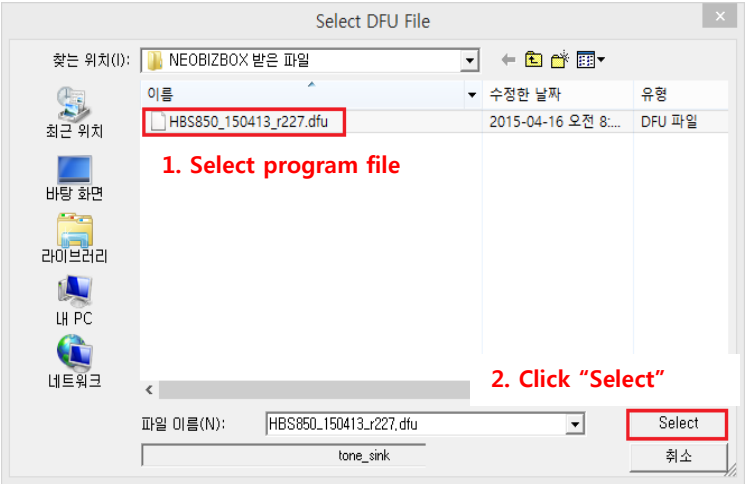 Select DFU File
찾는 위치(I):
NEOBIZBOX 받은 파일
이름
수정한 날짜
유형
HBS850_150413_r227.dfu
2015-04-16 오전 8:...
DFU 파일
1. Select program file
최근 위치
바탕 화면
라이브러리
내 PC
네트워크
2. Click “Select”
파일 이름(N):
HBS850_150413_r227.dfu
Select
tone_sink
취소